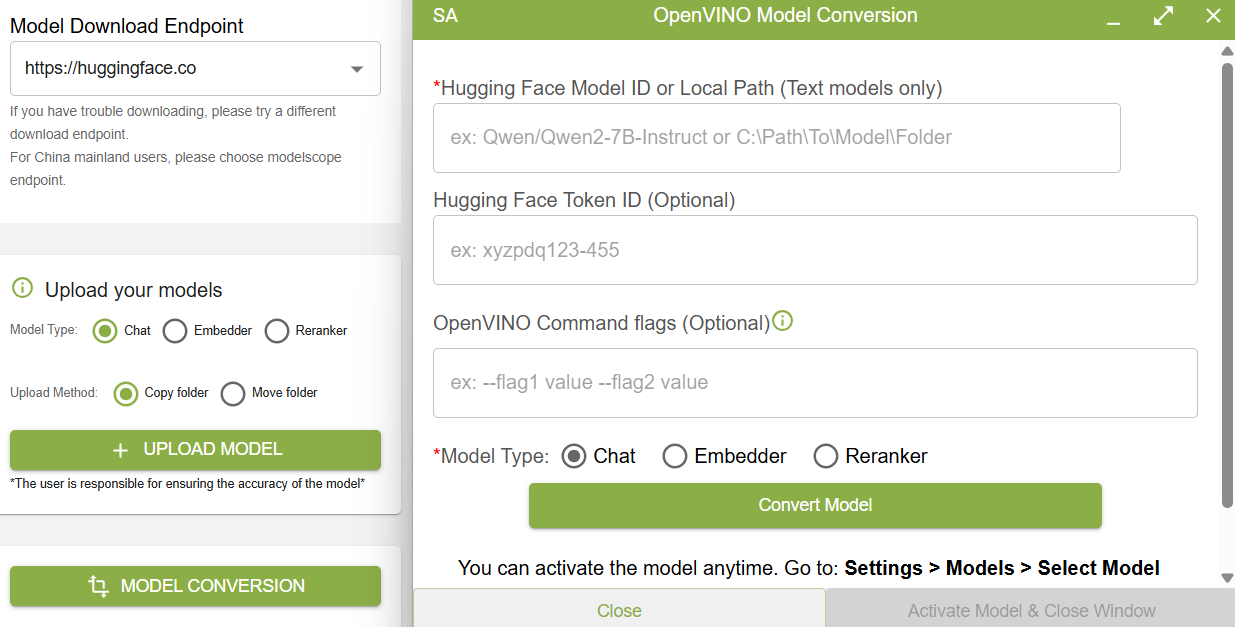 Model Download Endpoint
https://huggingface.co
If you have trouble downloading, please try a different
download endpoint.
For China mainland users, please choose modelscope
endpoint.
Upload your models
Model Type: Chat Embedder Reranker
Upload Method: Copy folder Move folder
+ UPLOAD MODEL
*The user is responsible for ensuring the accuracy of the model*
MODEL CONVERSION
SA OpenVINO Model Conversion
*Hugging Face Model ID or Local Path (Text models only)
ex: Qwen/Qwen2-7B-Instruct or C:\Path\To\Model\Folder
Hugging Face Token ID (Optional)
ex: xyzpdq123-455
OpenVINO Command flags (Optional)
ex: --flag1 value --flag2 value
*Model Type: Chat Embedder Reranker
Convert Model
You can activate the model anytime. Go to: Settings > Models > Select Model
Close Activate Model & Close Window